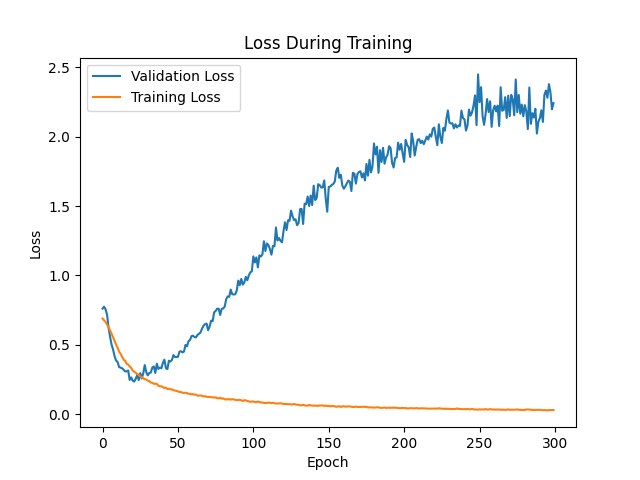 Loss During Training
Validation Loss
Training Loss
2.5
2.0
1.5
1.0
0.5
0.0
Loss
0 50 100 150 200 250 300
Epoch